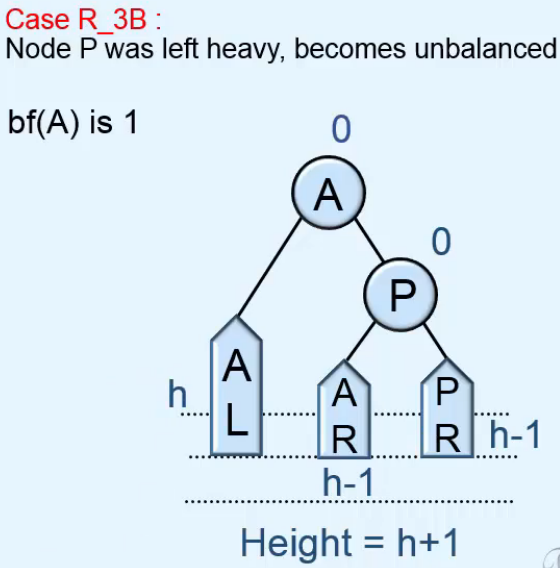 Case R_3B :
Node P was left heavy, becomes unbalanced
bf(A) is 1
0
A
0
P
A
L
h
A
R
P
R
h-1
h-1
Height = h+1